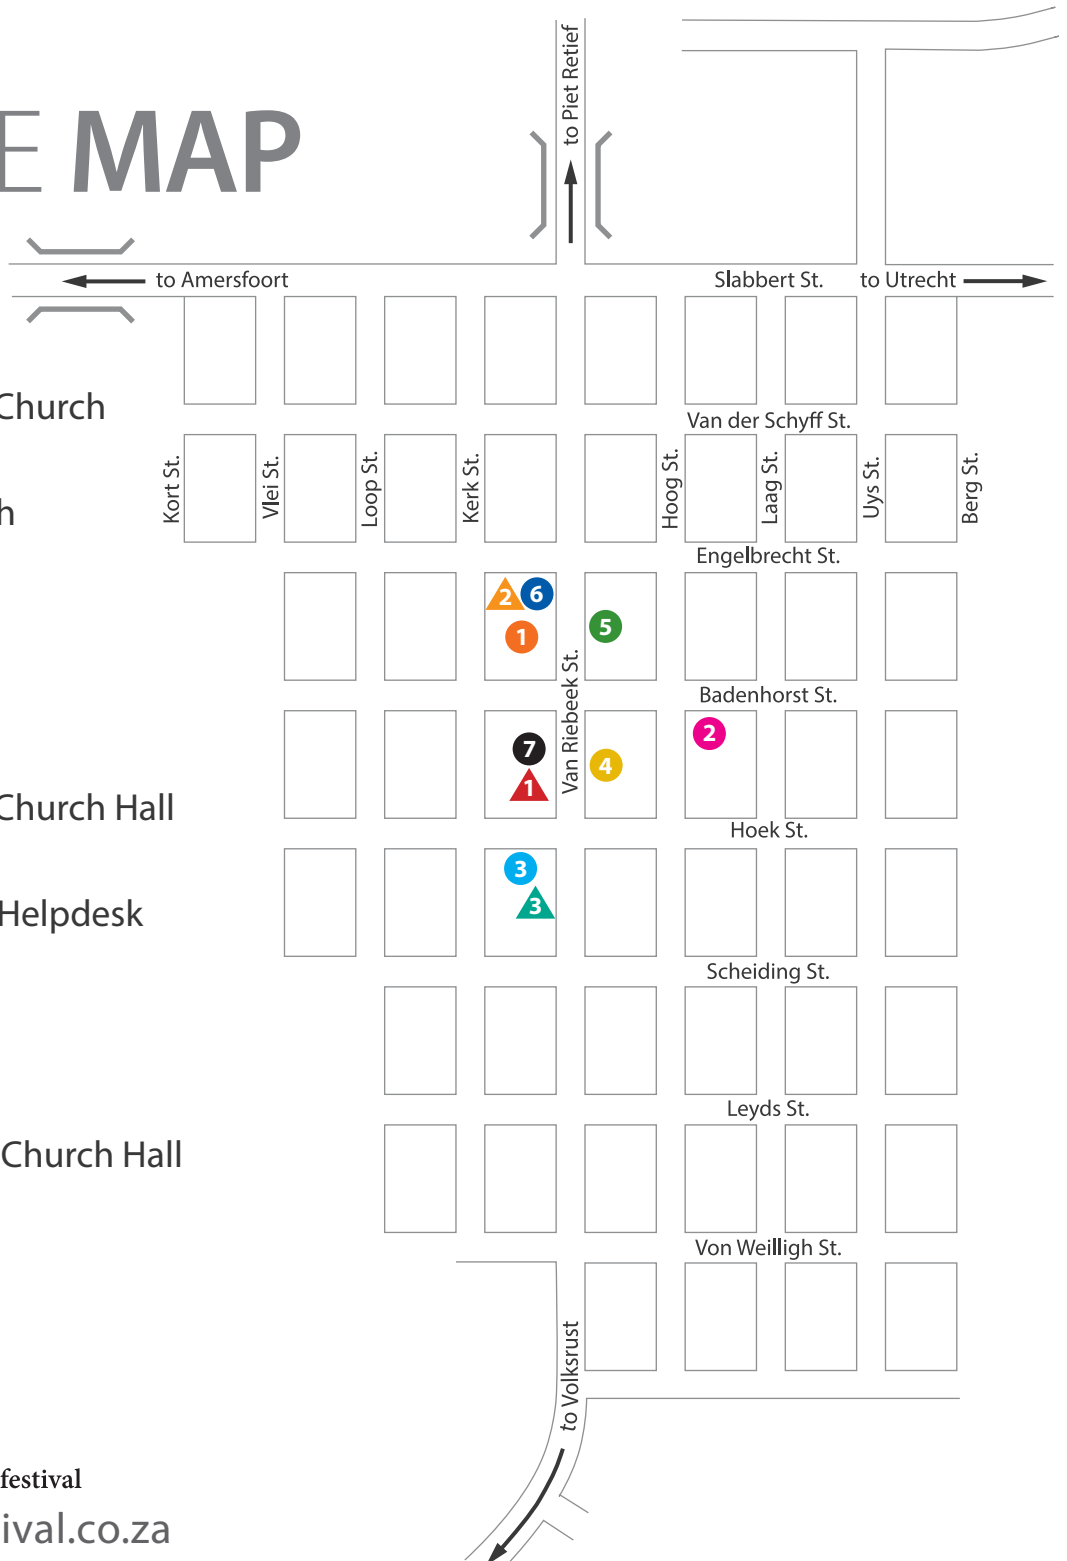 to Piet Retief
E MAP
to Amersfoort
Slabbert St.
to Utrecht
Church
Van der Schyff St.
Kort St.
Vlei St.
Loop St.
Kerk St.
Hoog St.
Laag St.
Uys St.
Berg St.
h
Engelbrecht St.
2
6
1
5
Van Riebeek St.
Badenhorst St.
7
1
4
2
Church Hall
Hoek St.
3
3
Helpdesk
Scheiding St.
Leyds St.
Church Hall
Von Weilligh St.
to Volksrust
festival
ival.co.za